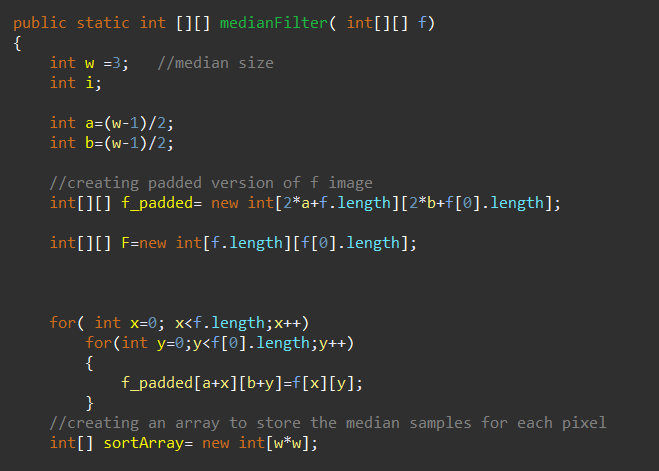 public static int [][] medianFilter( int[][] f)
{
int w =3; //median size
int i;
int a=(w-1)/2;
int b=(w-1)/2;
//creating padded version of f image
int[][] f_padded= new int[2*a+f.length][2*b+f[0].length];
int[][] F=new int[f.length][f[0].length];
for( int x=0; x<f.length;x++)
for(int y=0;y<f[0].length;y++)
{
f_padded[a+x][b+y]=f[x][y];
}
//creating an array to store the median samples for each pixel
int[] sortArray= new int[w*w];